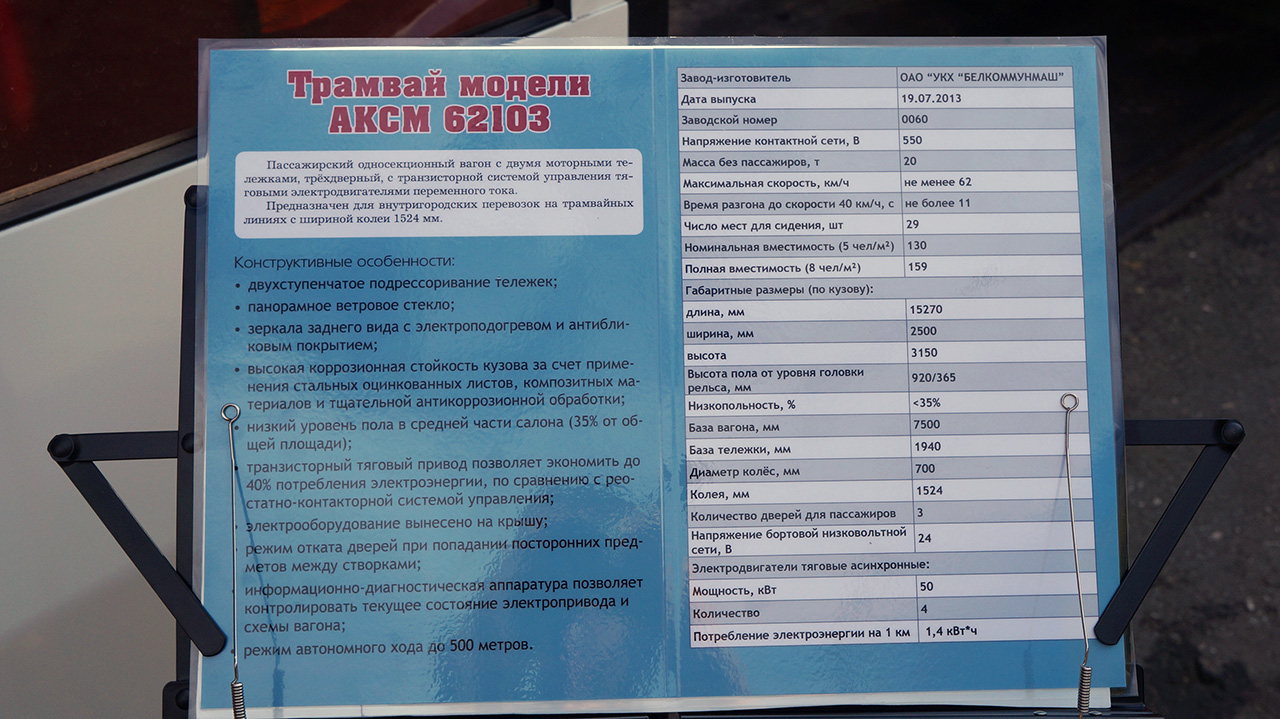 Трамвай модели
АКСМ 62103
Пассажирский односекционный вагон с двумя моторными те-
лежками, трёхдверный, с транзисторной системой управления тя-
говыми электродвигателями переменного тока.
Предназначен для внутригородских перевозок на трамвайных
линиях с шириной колеи 1524 мм.
Конструктивные особенности:
• двухступенчатое подрессоривание тележек;
• панорамное ветровое стекло;
• зеркала заднего вида с электроподогревом и антибли-
ковым покрытием;
• высокая коррозионная стойкость кузова за счет приме-
нения стальных оцинкованных листов, композитных ма-
териалов и тщательной антикоррозионной обработки;
• низкий уровень пола в средней части салона (35% от об-
щей площади);
• транзисторный тяговый привод позволяет экономить до
40% потребления электроэнергии, по сравнению с рео-
статно-контакторной системой управления;
• электрооборудование вынесено на крышу;
• режим отката дверей при попадании посторонних пред-
метов между створками;
• информационно-диагностическая аппаратура позволяет
контролировать текущее состояние электропривода и
схемы вагона;
• режим автономного хода до 500 метров.
Завод-изготовитель ОАО "УКХ "БЕЛКОММУНМАШ"
Дата выпуска 19.07.2013
Заводской номер 0060
Напряжение контактной сети, В 550
Масса без пассажиров, т 20
Максимальная скорость, км/ч не менее 62
Время разгона до скорости 40 км/ч, с не более 11
Число мест для сидения, шт 29
Номинальная вместимость (5 чел/м²) 130
Полная вместимость (8 чел/м²) 159
Габаритные размеры (по кузову):
длина, мм 15270
ширина, мм 2500
высота 3150
Высота пола от уровня головки
рельса, мм 920/365
Низкопольность, % <35%
База вагона, мм 7500
База тележки, мм 1940
Диаметр колёс, мм 700
Колея, мм 1524
Количество дверей для пассажиров 3
Напряжение бортовой низковольтной
сети, В 24
Электродвигатели тяговые асинхронные:
Мощность, кВт 50
Количество 4
Потребление электроэнергии на 1 км 1,4 кВт*ч